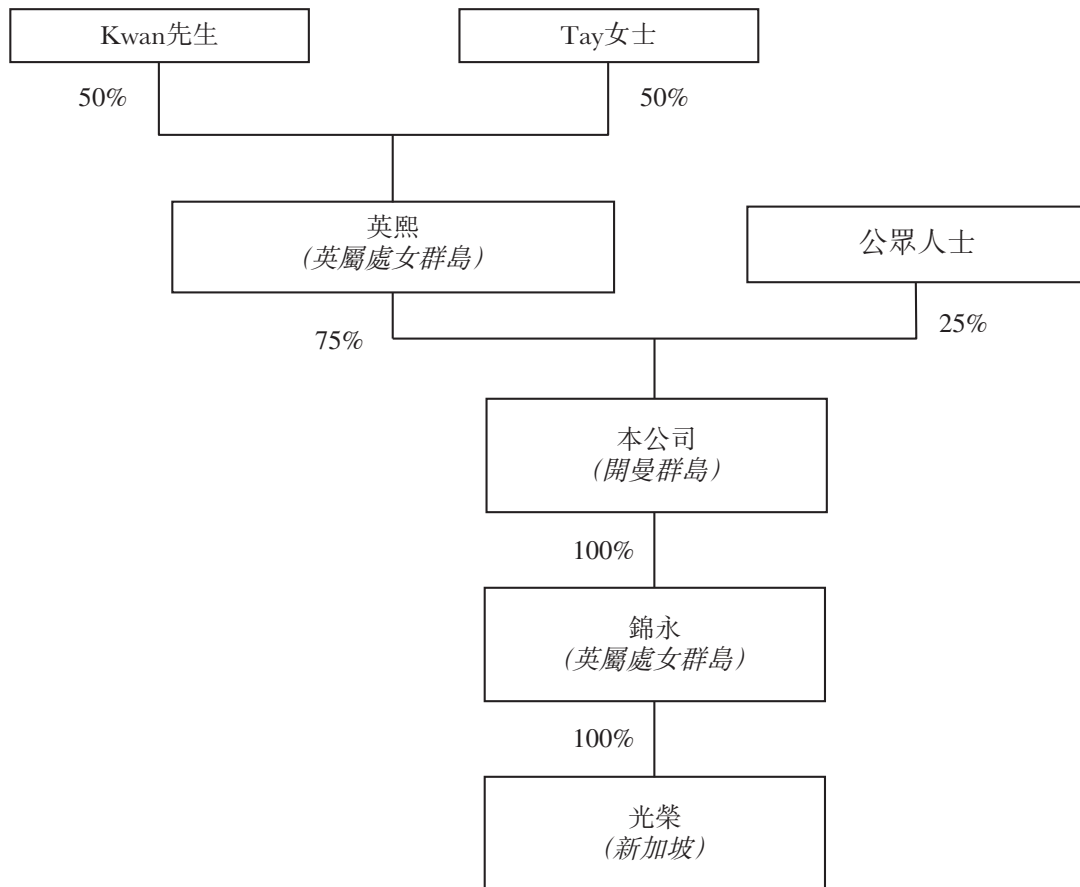 Kwan先生
Tay女士
50%
50%
英熙
(英屬處女群島)
公眾人士
75%
25%
本公司
(開曼群島)
100%
錦永
(英屬處女群島)
100%
光榮
(新加坡)